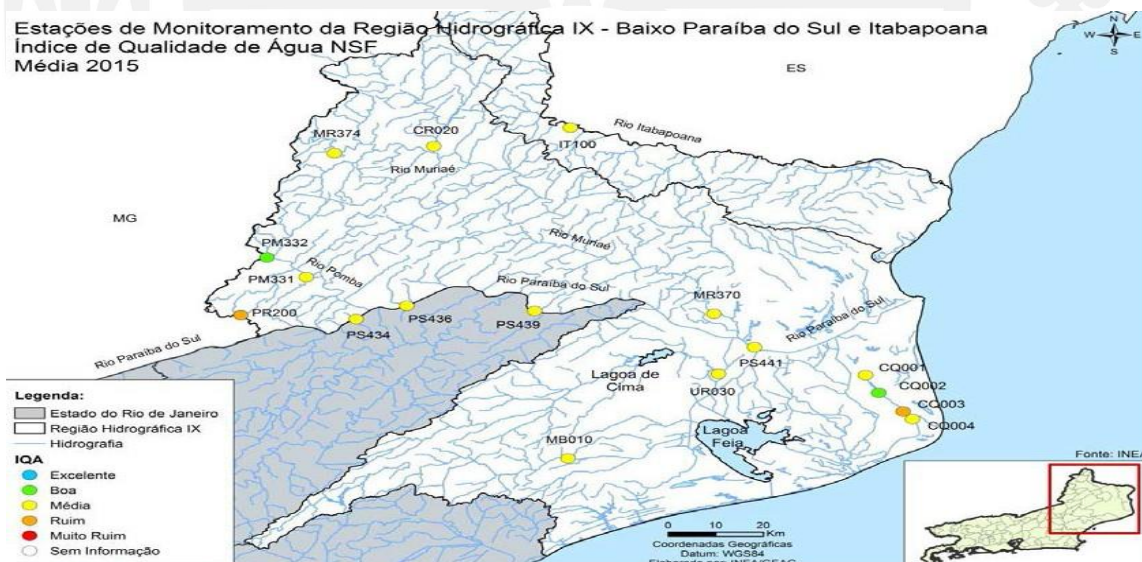 Estações de Monitoramento da Região Hidrográfica IX - Baixo Paraíba do Sul e Itabapoana
Índice de Qualidade de Água NSF
Média 2015
N
W
E
S
ES
MG
Rio Itabapoana
IT100
MR374
CR020
Rio Muriaé
PM332
Rio Muriaé
PM331
Rio Pomba
Rio Paraíba do Sul
PR200
PS434
PS436
PS439
MR370
Rio Paraíba do Sul
Rio Paraíba do Sul
PS441
Lagoa de
Cima
UR030
CQ001
CQ002
CQ003
CQ004
Lagoa
Feia
MB010
Legenda:
Estado do Rio de Janeiro
Região Hidrográfica IX
Hidrografia
IQA
Excelente
Boa
Média
Ruim
Muito Ruim
Sem Informação
0 10 20
Km
Coordenadas Geográficas
Datum: WGS84
Fonte: INEA